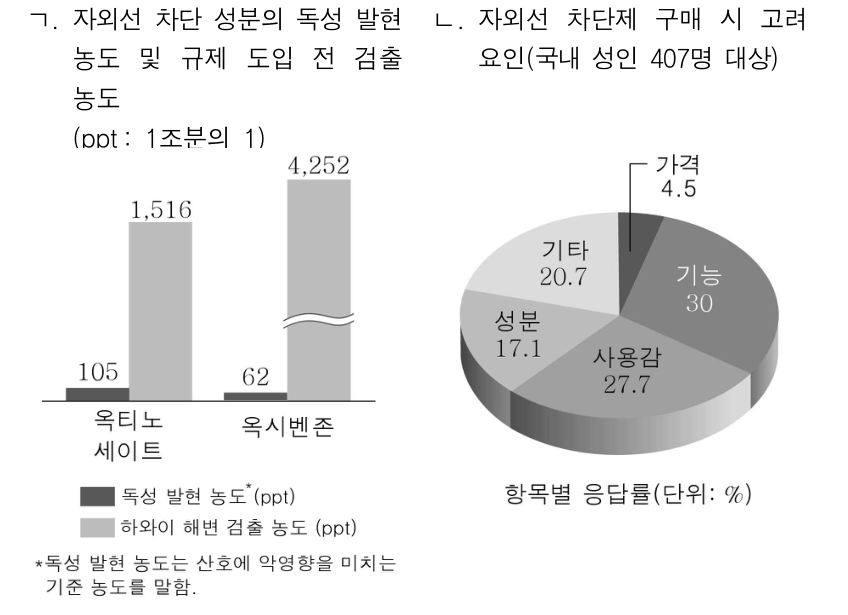 ㄱ. 자외선 차단 성분의 독성 발현
농도 및 규제 도입 전 검출
농도
(ppt : 1조분의 1)
4,252
1,516
105
62
옥티노
세이트
옥시벤존
독성 발현 농도*(ppt)
하와이 해변 검출 농도 (ppt)
*독성 발현 농도는 산호에 악영향을 미치는
기준 농도를 말함.
ㄴ. 자외선 차단제 구매 시 고려
요인(국내 성인 407명 대상)
가격
4.5
기능
30
사용감
27.7
성분
17.1
기타
20.7
항목별 응답률(단위: %)